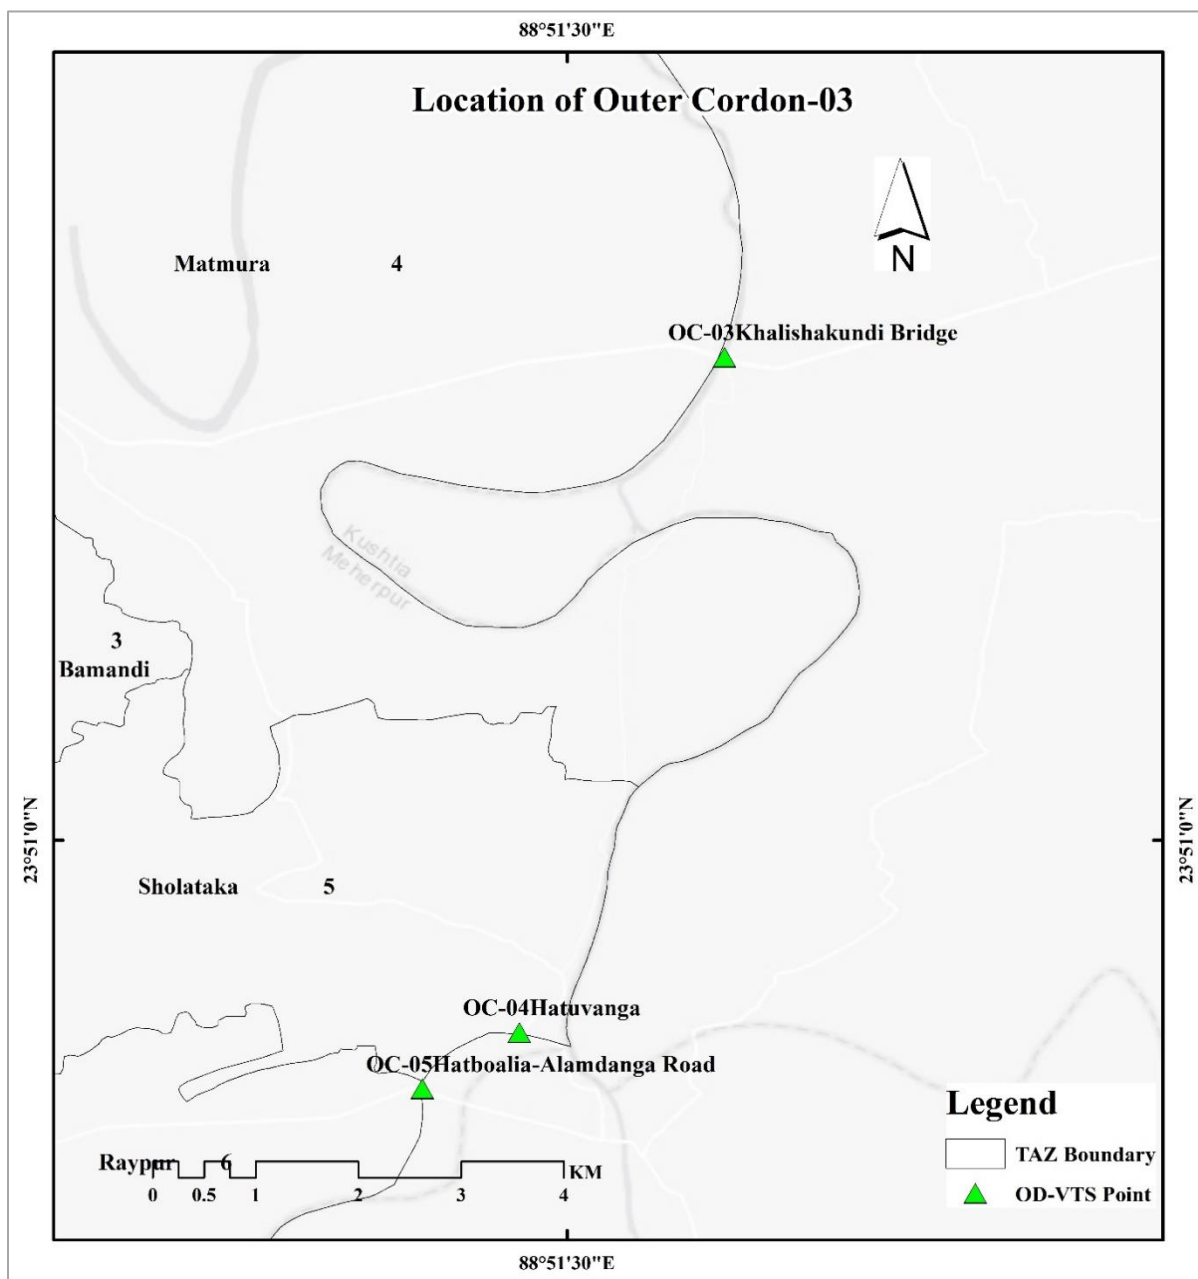 88°51'30"E
Location of Outer Cordon-03
N
Matmura 4
OC-03Khalishakundi Bridge
Kushtia
Meherpur
3
Bamandi
23°51'0"N
23°51'0"N
Sholataka 5
OC-04Hatuvanga
OC-05Hatboalia-Alamdanga Road
Legend
TAZ Boundary
OD-VTS Point
Raypur 6
KM
0 0.5 1 2 3 4
88°51'30"E